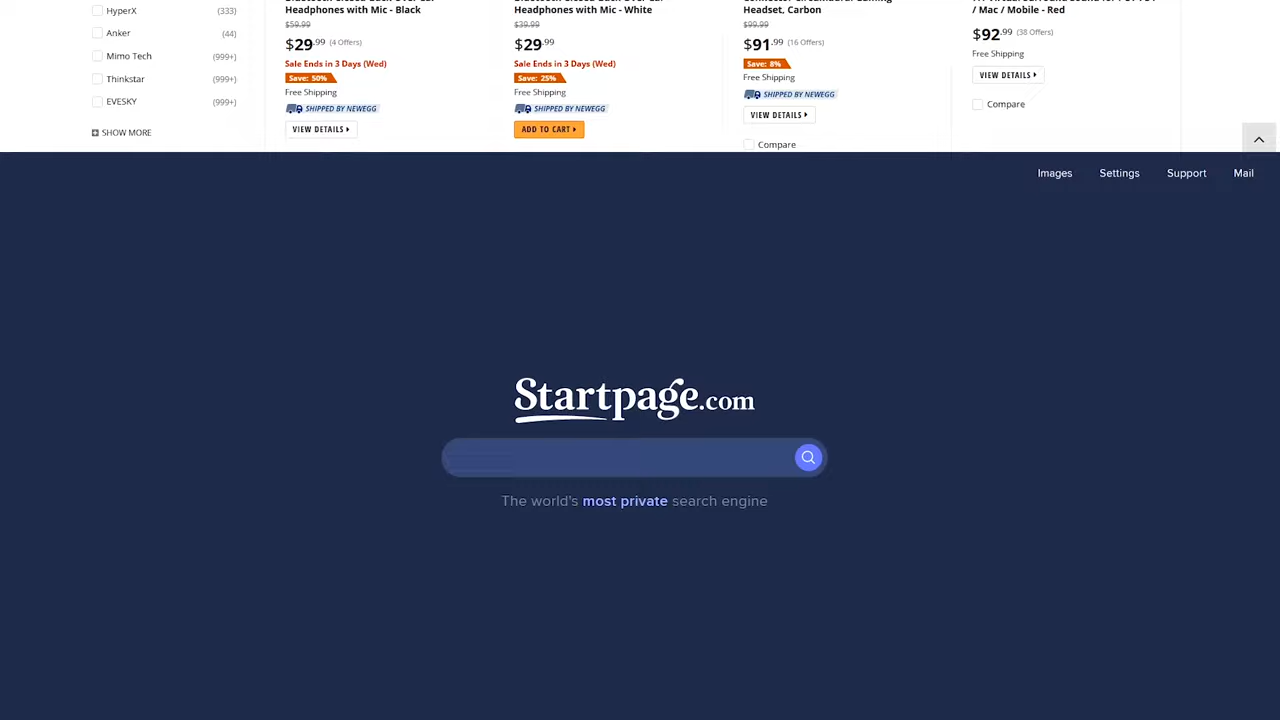 HyperX (333)
Anker (44)
Mimo Tech (999+)
Thinkstar (999+)
EVESKY (999+)
SHOW MORE
Headphones with Mic - Black
$59.99
$29.99 (4 Offers)
Sale Ends in 3 Days (Wed)
Save: 50%
Free Shipping
SHIPPED BY NEWEGG
VIEW DETAILS
Headphones with Mic - White
$39.99
$29.99
Sale Ends in 3 Days (Wed)
Save: 25%
Free Shipping
SHIPPED BY NEWEGG
ADD TO CART
Headset, Carbon
$99.99
$91.99 (16 Offers)
Save: 8%
Free Shipping
SHIPPED BY NEWEGG
VIEW DETAILS
Compare
/ Mac / Mobile - Red
$92.99 (38 Offers)
Free Shipping
VIEW DETAILS
Compare
Images Settings Support Mail
Startpage.com
The world's most private search engine